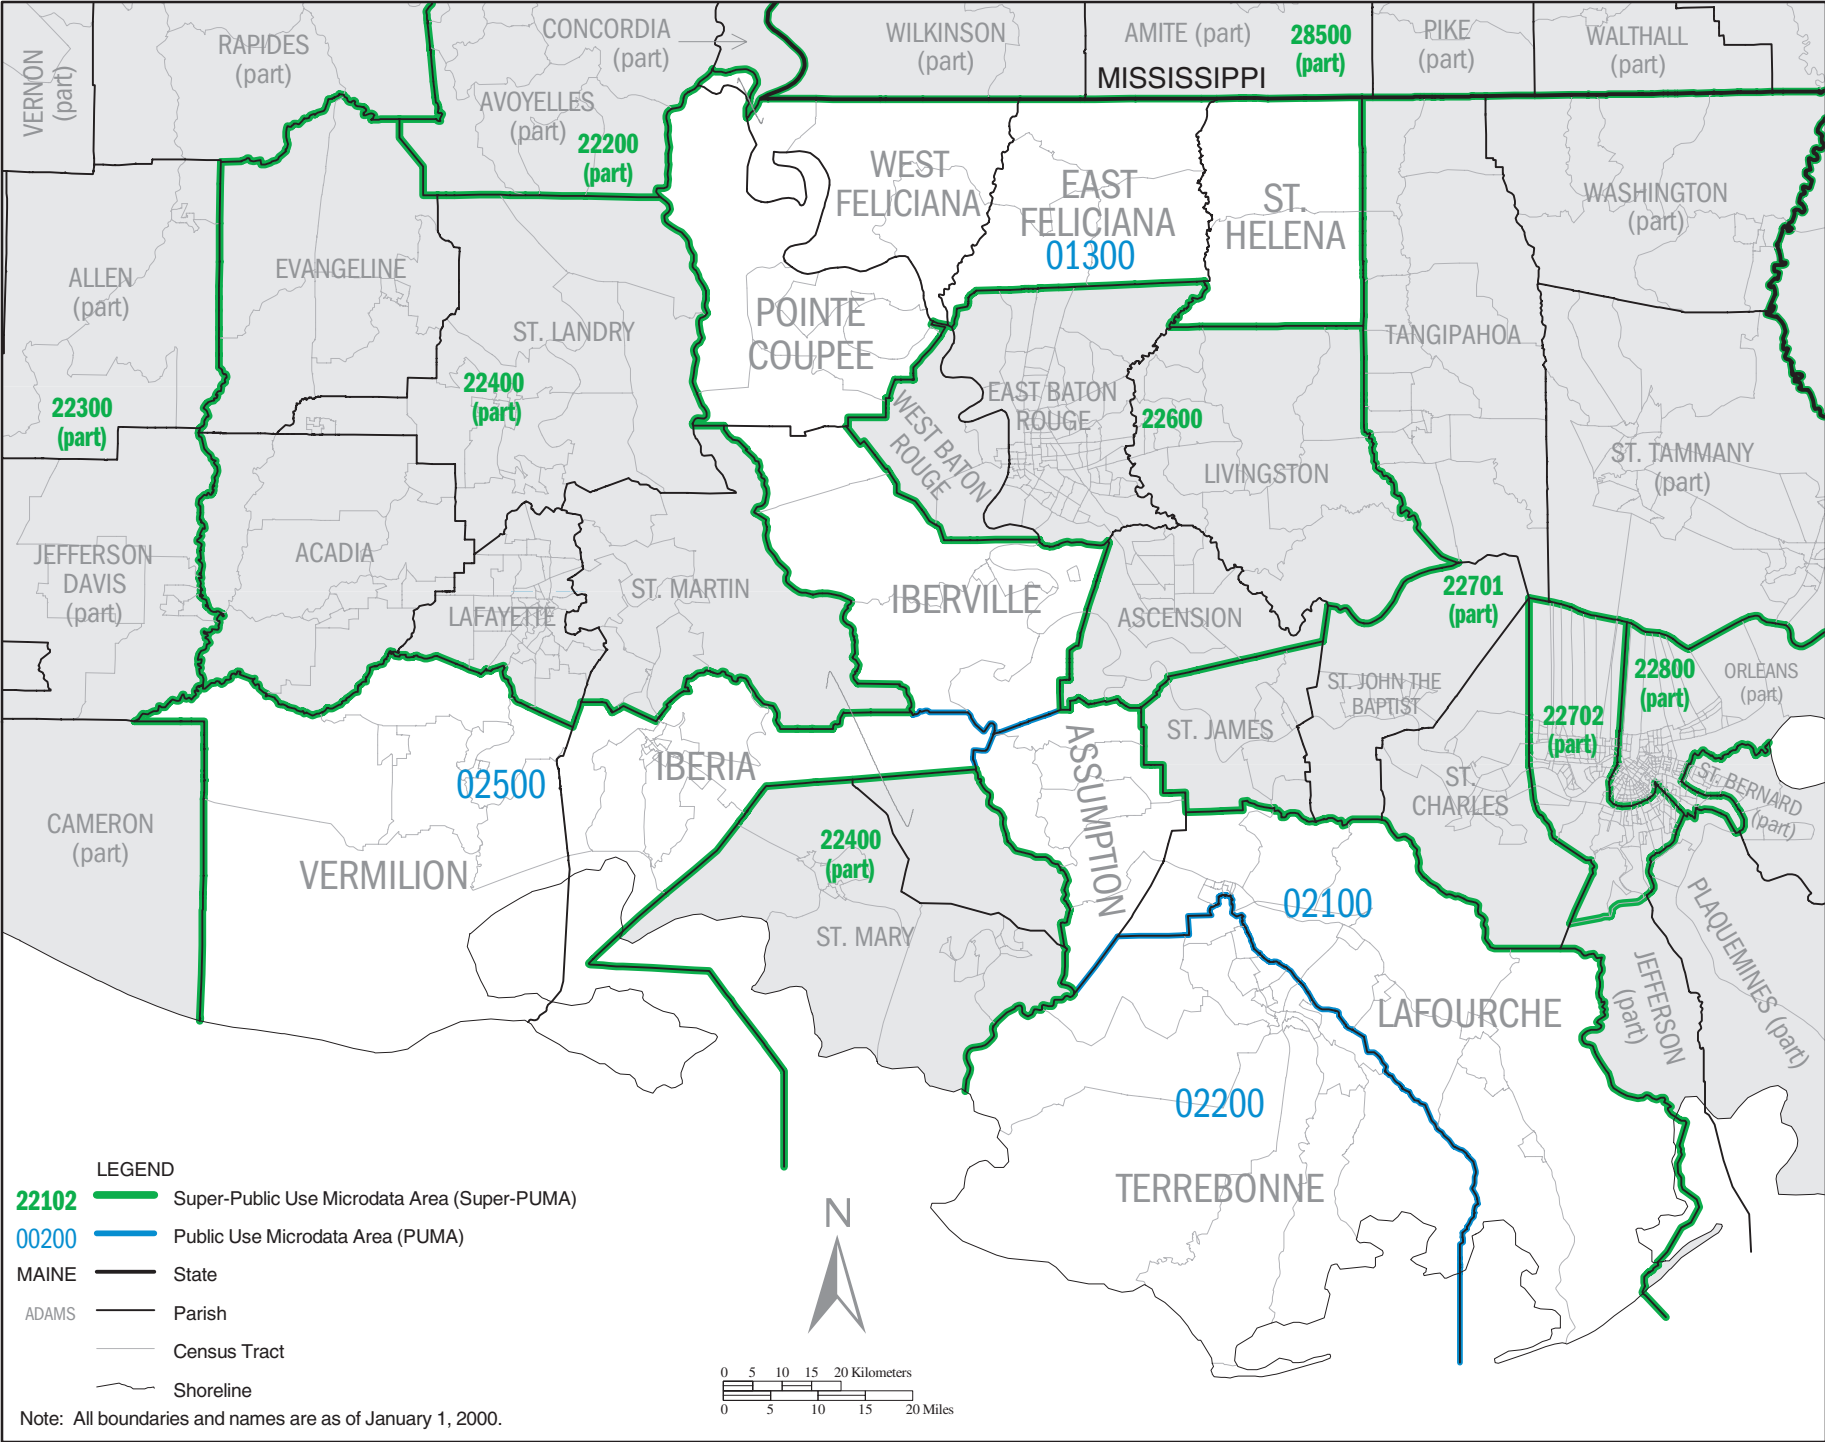 VERNON
(part)
RAPIDES
(part)
CONCORDIA
(part)
WILKINSON
(part)
AMITE (part)
28500
(part)
PIKE
(part)
WALTHALL
(part)
MISSISSIPPI
AVOYELLES
(part)
22200
(part)
WEST
FELICIANA
EAST
FELICIANA
01300
ST.
HELENA
WASHINGTON
(part)
ALLEN
(part)
EVANGELINE
ST. LANDRY
POINTE
COUPEE
TANGIPAHOA
22300
(part)
22400
(part)
WEST BATON
ROUGE
EAST BATON
ROUGE
22600
LIVINGSTON
ST. TAMMANY
(part)
JEFFERSON
DAVIS
(part)
ACADIA
LAFAYETTE
ST. MARTIN
IBERVILLE
ASCENSION
22701
(part)
22800
(part)
ORLEANS
(part)
ST. JOHN THE
BAPTIST
ST. JAMES
22702
(part)
ST. BERNARD
(part)
ST.
CHARLES
ASSUMPTION
IBERIA
02500
CAMERON
(part)
VERMILION
22400
(part)
ST. MARY
02100
PLAQUEMINES (part)
JEFFERSON
(part)
LAFOURCHE
02200
TERREBONNE
LEGEND
22102 Super-Public Use Microdata Area (Super-PUMA)
00200 Public Use Microdata Area (PUMA)
MAINE State
ADAMS Parish
Census Tract
Shoreline
Note: All boundaries and names are as of January 1, 2000.
N
0 5 10 15 20 Kilometers
0 5 10 15 20 Miles